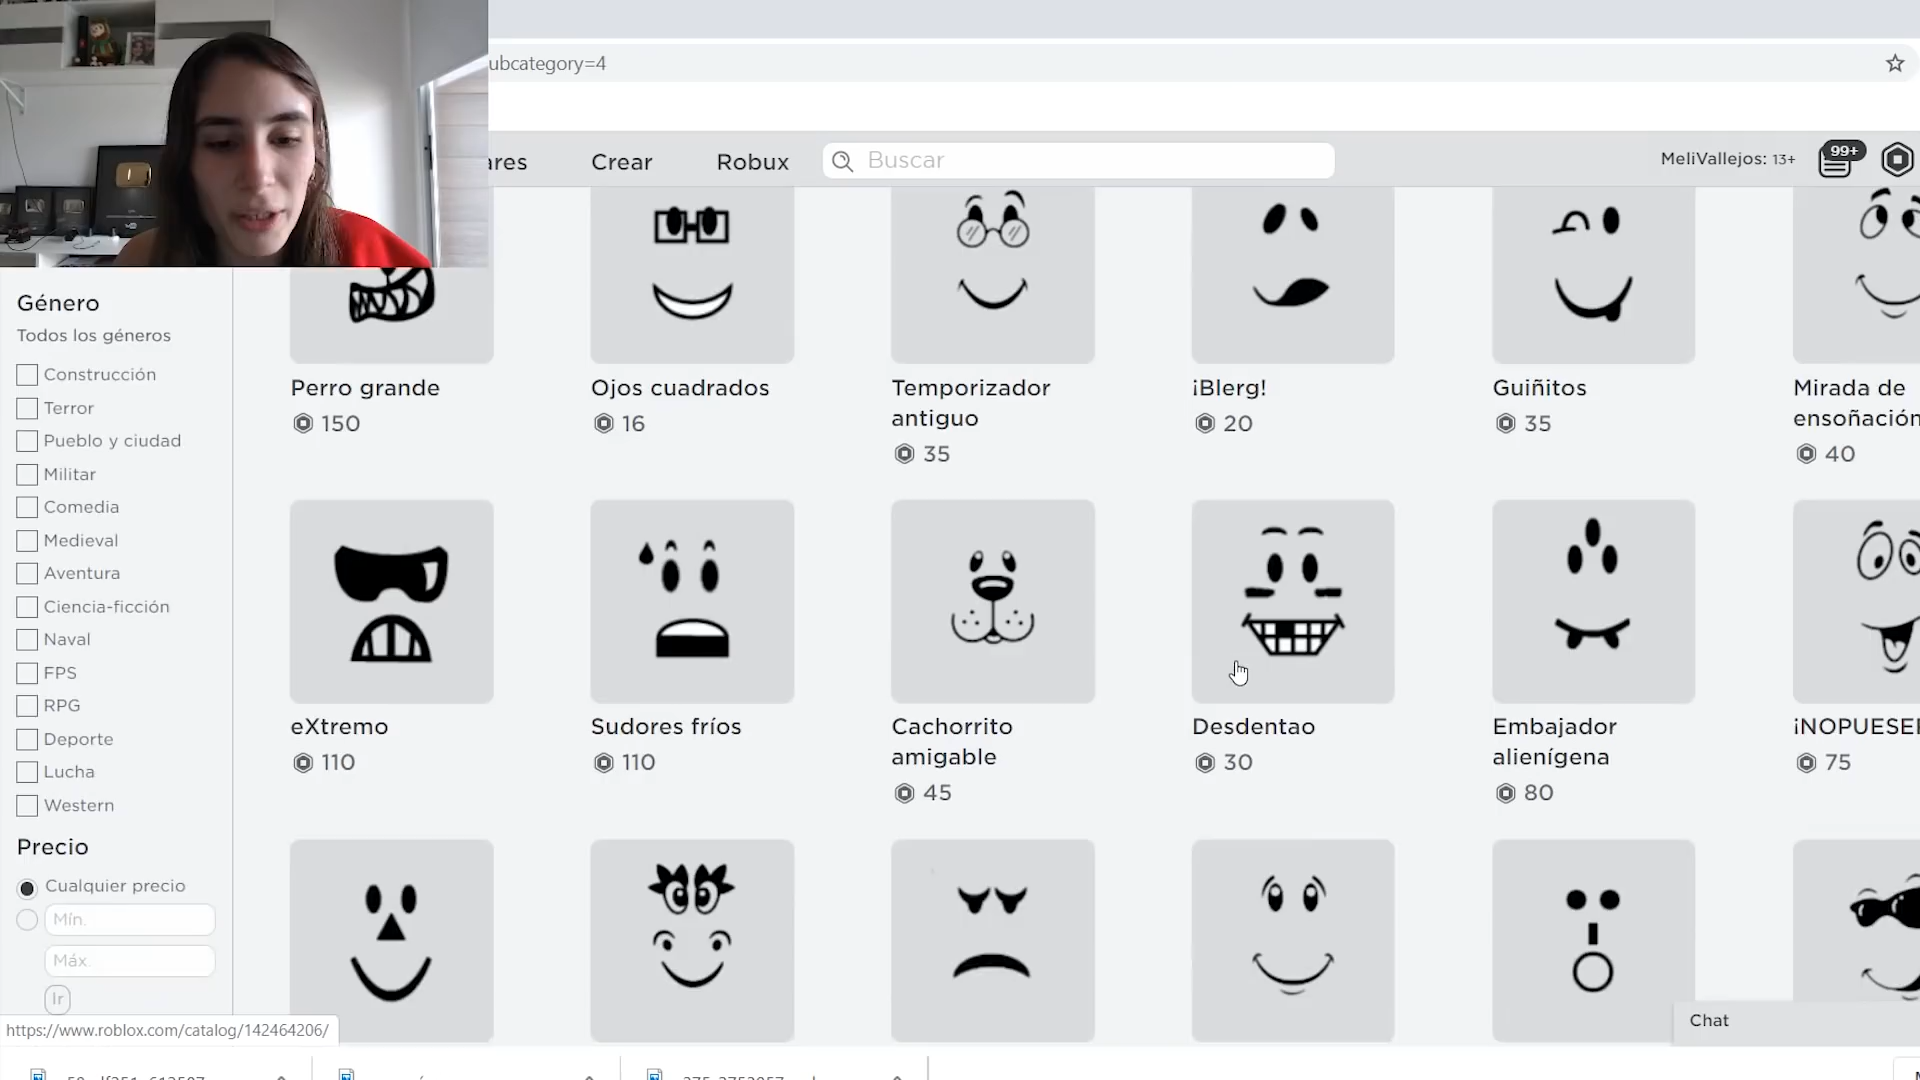 ubcategory=4
ares Crear Robux Buscar MeliVallejos: 13+ 99+
Género
Todos los géneros
Construcción
Terror
Pueblo y ciudad
Militar
Comedia
Medieval
Aventura
Ciencia-ficción
Naval
FPS
RPG
Deporte
Lucha
Western
Precio
Cualquier precio
Mín.
Máx.
Ir
Perro grande
150
Ojos cuadrados
16
Temporizador
antiguo
35
¡Blerg!
20
Guiñitos
35
Mirada de
ensoñación
40
eXtremo
110
Sudores fríos
110
Cachorrito
amigable
45
Desdentao
30
Embajador
alienígena
80
¡NOPUESE
75
Chat
https://www.roblox.com/catalog/142464206/